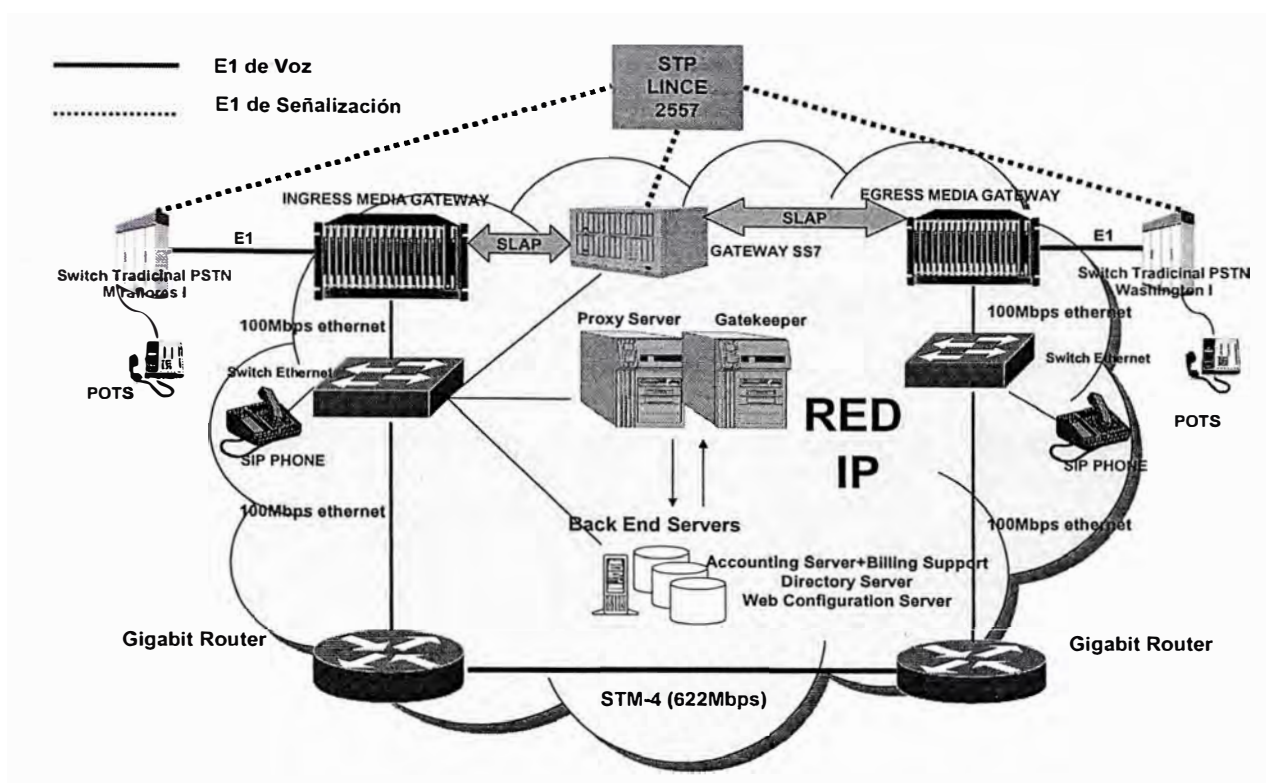 E1 de Voz
E1 de Señalización
STP
LINCE
2557
INGRESS MEDIA GATEWAY
EGRESS MEDIA GATEWAY
E1
SLAP
SLAP
E1
GATEWAY SS7
Switch Tradicinal PSTN
M raflores I
Switch Tradicinal PSTN
Washington I
100Mbps ethernet
Proxy Server
Gatekeeper
100Mbps ethernet
Switch Ethernet
Switch Ethernet
POTS
POTS
RED
IP
SIP PHONE
SIP PHONE
100Mbps ethernet
100Mbps ethernet
Back End Servers
Accounting Server+Billing Support
Directory Server
Web Configuration Server
Gigabit Router
Gigabit Router
STM-4 (622Mbps)